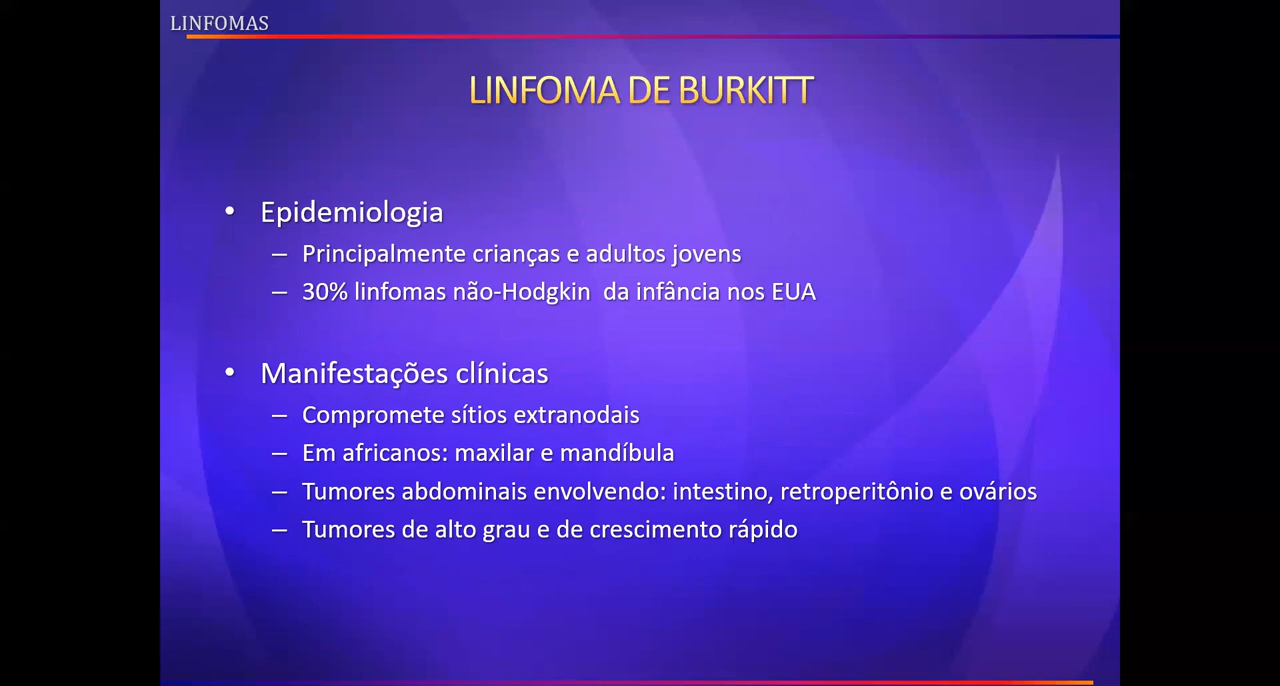 LINFOMAS
LINFOMA DE BURKITT
• Epidemiologia
– Principalmente crianças e adultos jovens
– 30% linfomas não-Hodgkin  da infância nos EUA
• Manifestações clínicas
– Compromete sítios extranodais
– Em africanos: maxilar e mandíbula
– Tumores abdominais envolvendo: intestino, retroperitônio e ovários
– Tumores de alto grau e de crescimento rápido